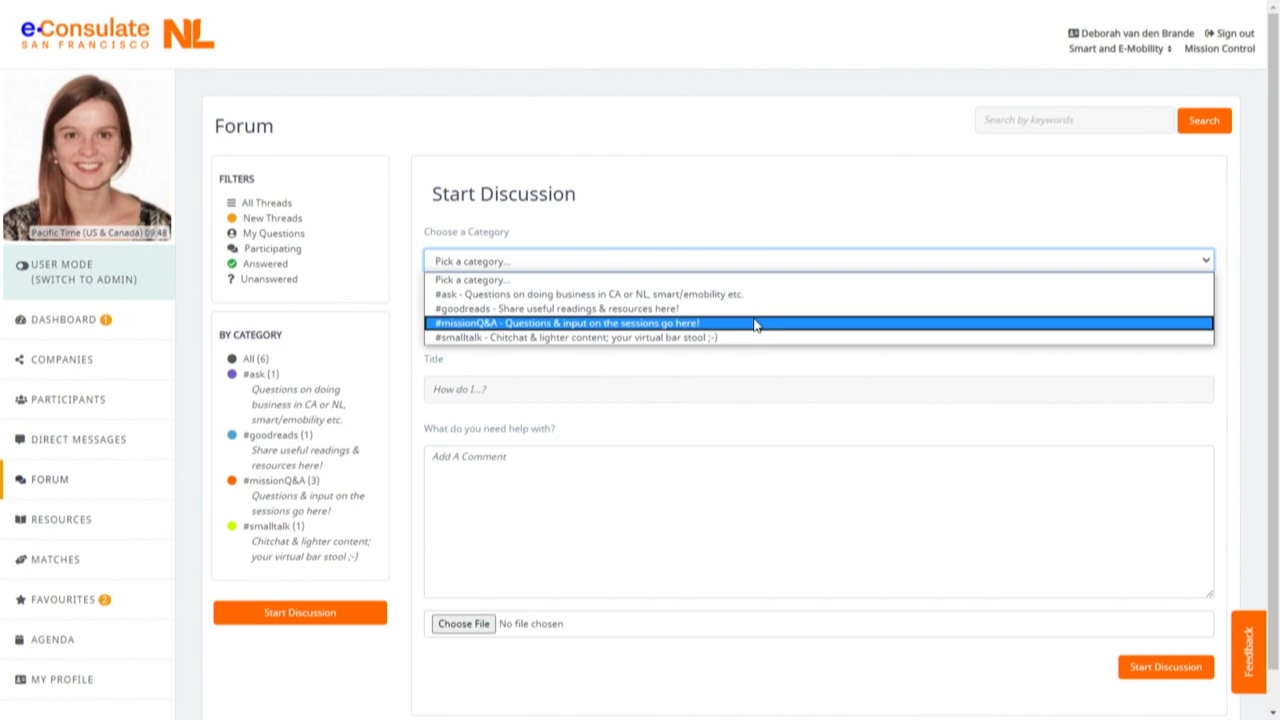 e-Consulate
SAN FRANCISCO
NL
Deborah van den Brande Sign out
Smart and E-Mobility Mission Control
Pacific Time (US & Canada) 09:48
USER MODE
(SWITCH TO ADMIN)
DASHBOARD 1
COMPANIES
PARTICIPANTS
DIRECT MESSAGES
FORUM
RESOURCES
MATCHES
FAVOURITES 2
AGENDA
MY PROFILE
Forum
Search by keywords
Search
FILTERS
All Threads
New Threads
My Questions
Participating
Answered
? Unanswered
BY CATEGORY
All (6)
#ask (1)
Questions on doing
business in CA or NL,
smart/emobility etc.
#goodreads (1)
Share useful readings &
resources here!
#missionQ&A (3)
Questions & input on the
sessions go here!
#smalltalk (1)
Chitchat & lighter content;
your virtual bar stool ;-)
Start Discussion
Start Discussion
Choose a Category
Pick a category...
Pick a category...
#ask - Questions on doing business in CA or NL, smart/emobility etc.
#goodreads - Share useful readings & resources here!
#missionQ&A - Questions & input on the sessions go here!
#smalltalk - Chitchat & lighter content; your virtual bar stool ;-)
Title
How do I...?
What do you need help with?
Add A Comment
Choose File No file chosen
Start Discussion
Feedback